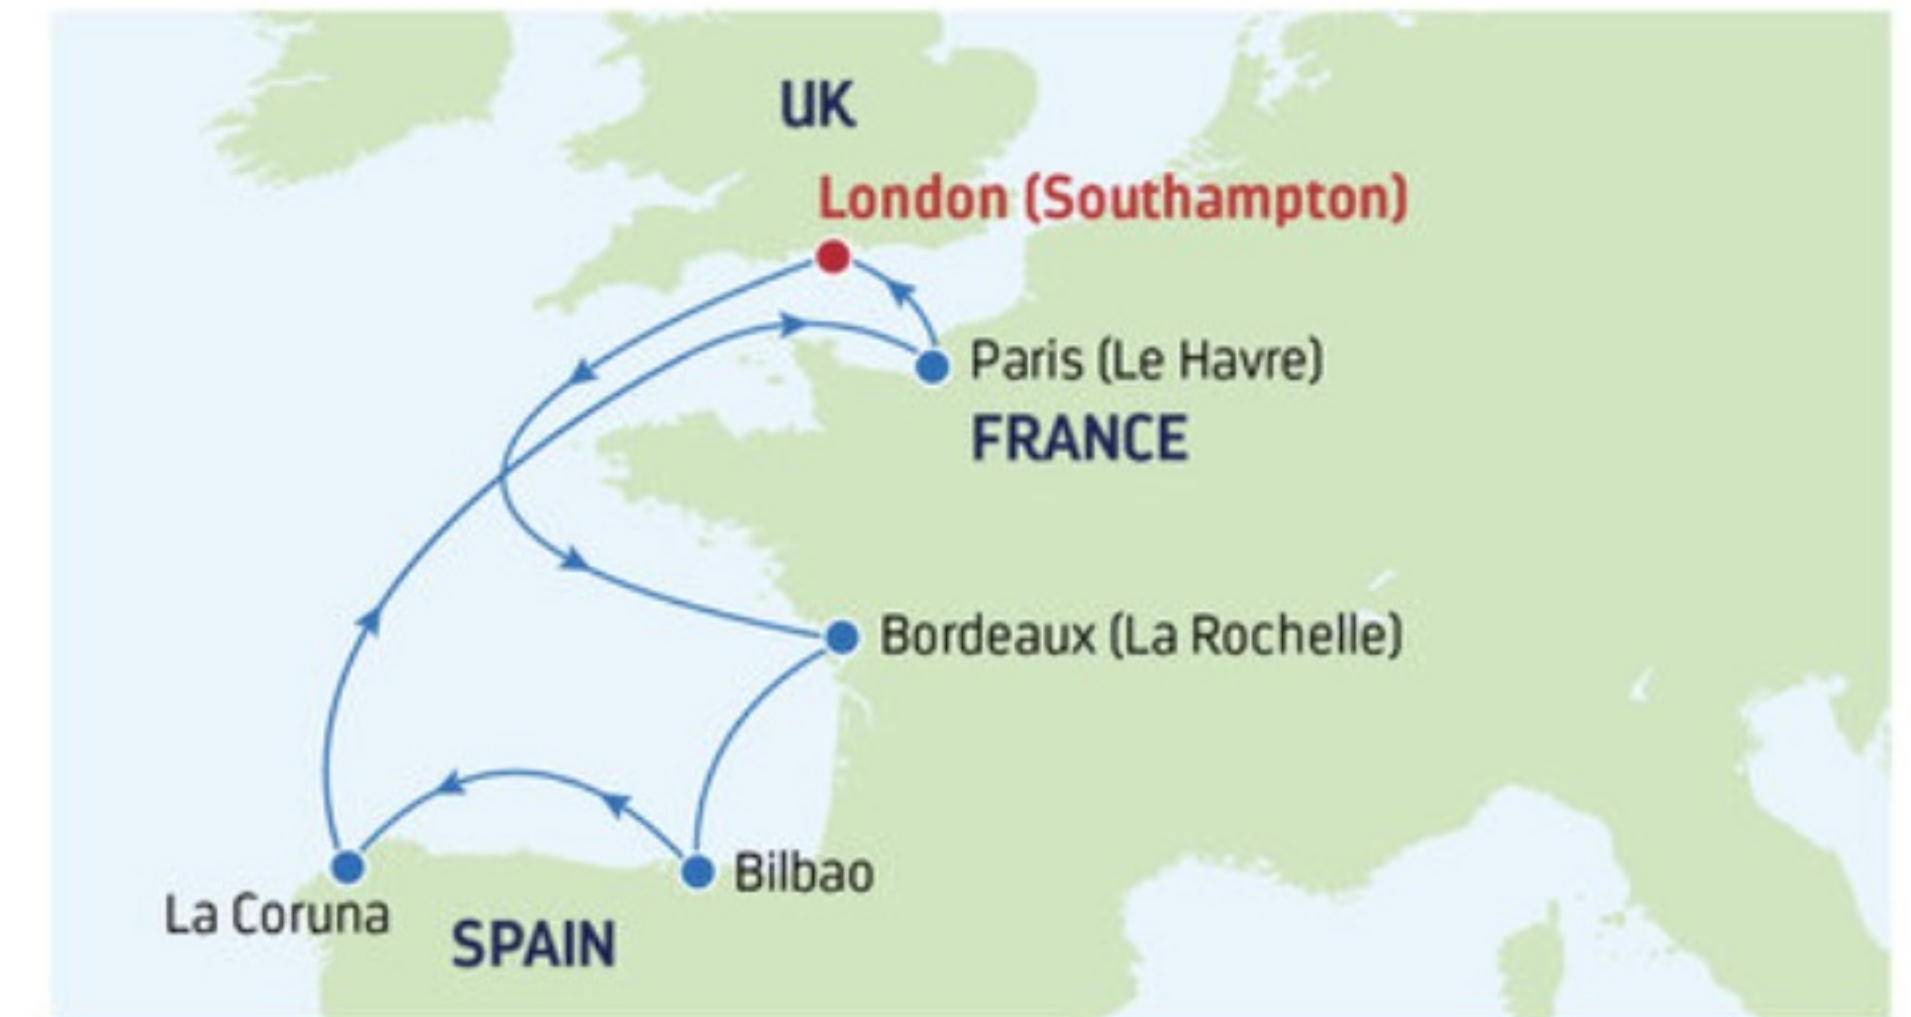 UK
London (Southampton)
Paris (Le Havre)
FRANCE
Bordeaux (La Rochelle)
Bilbao
La Coruna
SPAIN